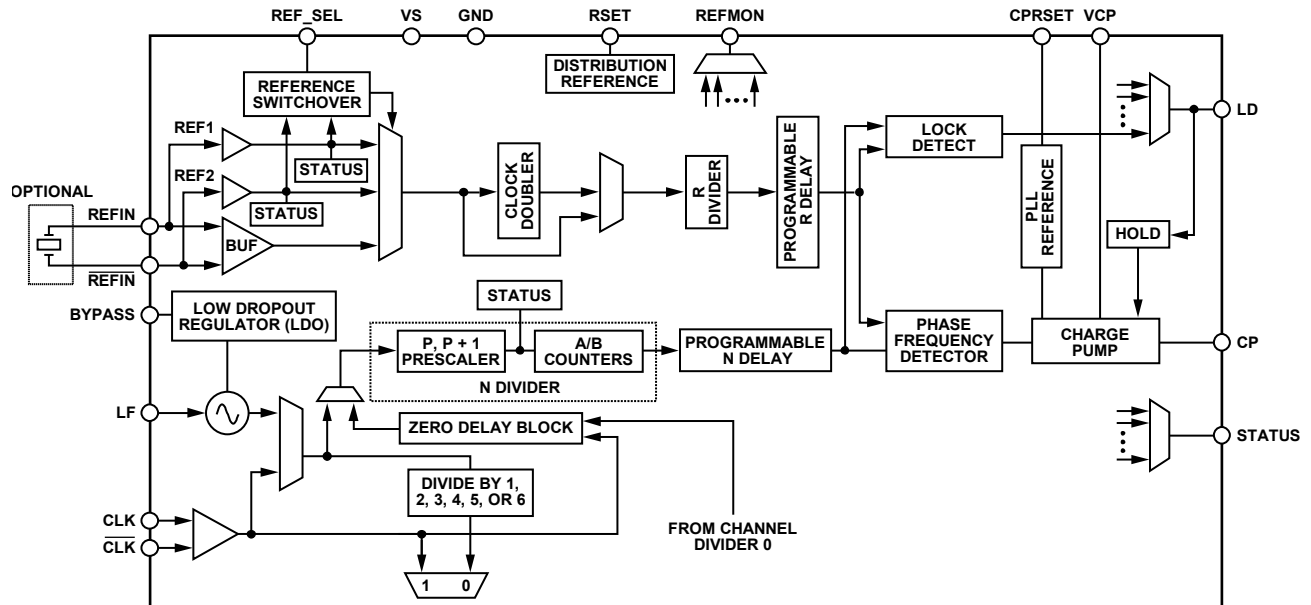 REF_SEL
VS
GND
RSET
REFMON
CPRSET
VCP
REFERENCE
SWITCHOVER
DISTRIBUTION
REFERENCE
REF1
STATUS
REF2
STATUS
OPTIONAL
REFIN
REFIN
BUF
CLOCK
DOUBLER
R
DIVIDER
PROGRAMMABLE
R DELAY
LOCK
DETECT
PLL
REFERENCE
LD
HOLD
BYPASS
LOW DROPOUT
REGULATOR (LDO)
STATUS
P, P + 1
PRESCALER
A/B
COUNTERS
N DIVIDER
PROGRAMMABLE
N DELAY
PHASE
FREQUENCY
DETECTOR
CHARGE
PUMP
CP
LF
ZERO DELAY BLOCK
STATUS
DIVIDE BY 1,
2, 3, 4, 5, OR 6
CLK
CLK
FROM CHANNEL
DIVIDER 0
1 0